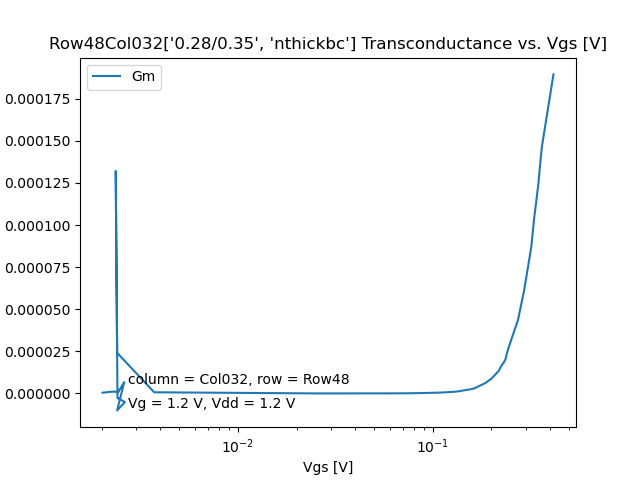 Row48Col032['0.28/0.35', 'nthickbc'] Transconductance vs. Vgs [V]
Gm
0.000175
0.000150
0.000125
0.000100
0.000075
0.000050
0.000025
0.000000
column = Col032, row = Row48
Vg = 1.2 V, Vdd = 1.2 V
10⁻² 10⁻¹
Vgs [V]